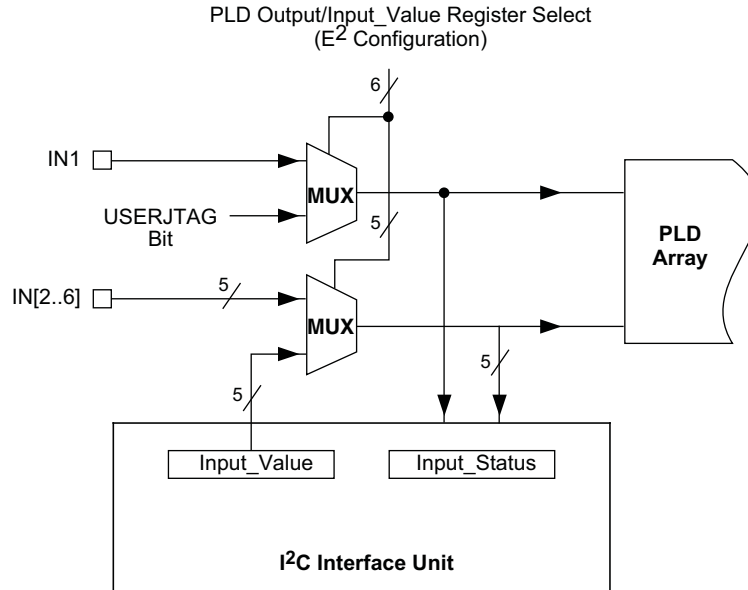 PLD Output/Input_Value Register Select
(E² Configuration)
6
IN1
MUX
USERJTAG
Bit
5
PLD
Array
IN[2..6]
5
MUX
5
5
Input_Value
Input_Status
I²C Interface Unit